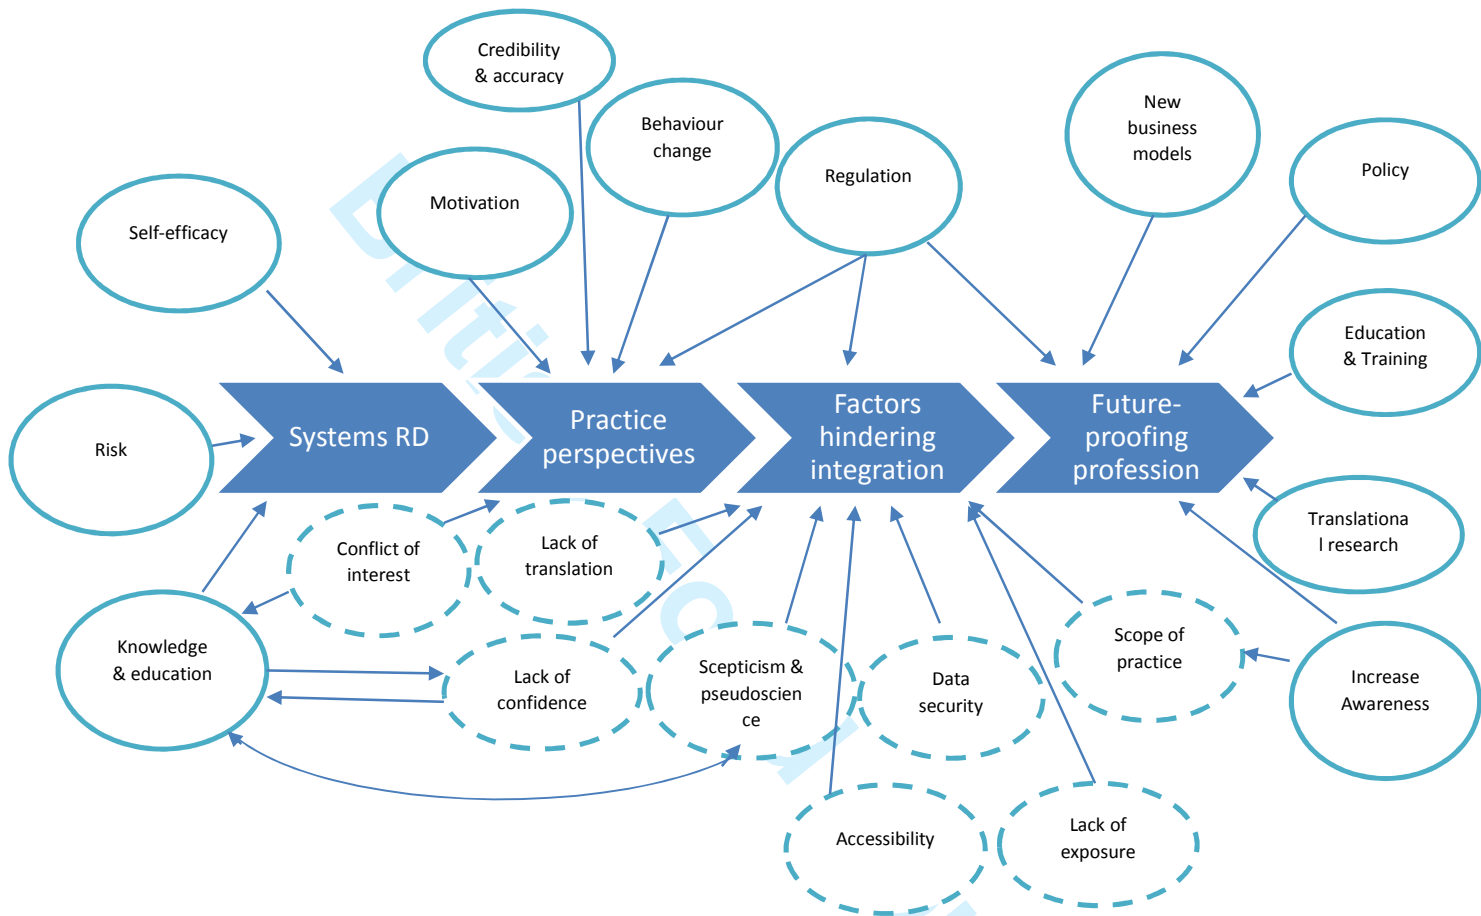 Credibility
& accuracy
Behaviour
change
New
business
models
Regulation
Policy
Motivation
Self-efficacy
Education
& Training
Risk
Systems RD
Practice
perspectives
Factors
hindering
integration
Future-
proofing
profession
Conflict of
interest
Lack of
translation
Translationa
l research
Knowledge
& education
Lack of
confidence
Scepticism &
pseudoscien
ce
Data
security
Scope of
practice
Increase
Awareness
Accessibility
Lack of
exposure